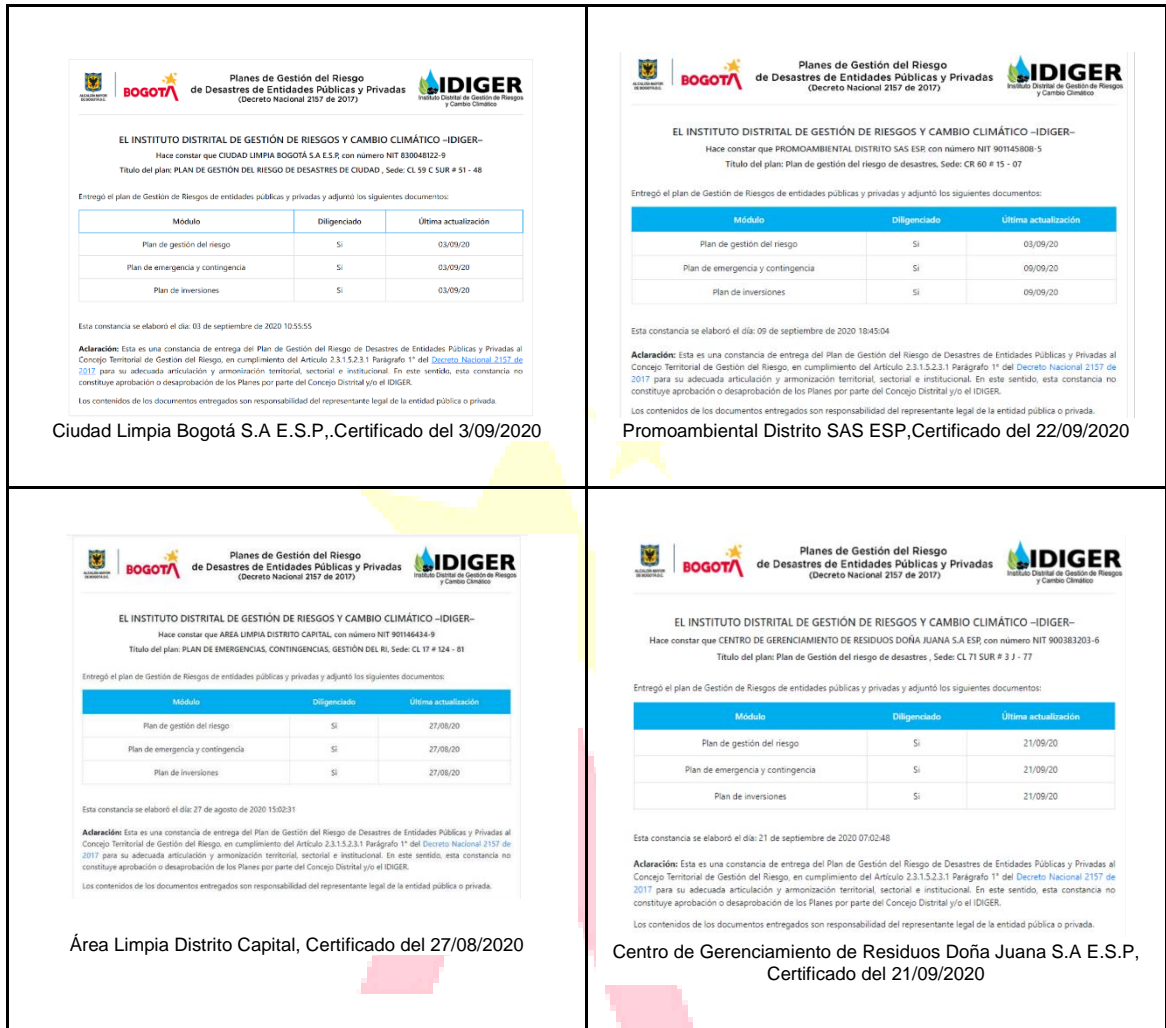 ALCALDÍA MAYOR
DE BOGOTÁ D.C.
BOGOTÁ
Planes de Gestión del Riesgo
de Desastres de Entidades Públicas y Privadas
(Decreto Nacional 2157 de 2017)
IDIGER
Instituto Distrital de Gestión de Riesgos
y Cambio Climático
EL INSTITUTO DISTRITAL DE GESTIÓN DE RIESGOS Y CAMBIO CLIMÁTICO –IDIGER–
Hace constar que CIUDAD LIMPIA BOGOTÁ S.A E.S.P, con número NIT 830048122-9
Título del plan: PLAN DE GESTIÓN DEL RIESGO DE DESASTRES DE CIUDAD , Sede: CL 59 C SUR # 51 - 48
Entregó el plan de Gestión de Riesgos de entidades públicas y privadas y adjuntó los siguientes documentos:
Módulo Diligenciado Última actualización
Plan de gestión del riesgo Si 03/09/20
Plan de emergencia y contingencia Si 03/09/20
Plan de inversiones Si 03/09/20
Esta constancia se elaboró el día: 03 de septiembre de 2020 10:55:55
Aclaración: Esta es una constancia de entrega del Plan de Gestión del Riesgo de Desastres de Entidades Públicas y Privadas al
Concejo Territorial de Gestión del Riesgo, en cumplimiento del Artículo 2.3.1.5.2.3.1 Parágrafo 1° del Decreto Nacional 2157 de
2017 para su adecuada articulación y armonización territorial, sectorial e institucional. En este sentido, esta constancia no
constituye aprobación o desaprobación de los Planes por parte del Concejo Distrital y/o el IDIGER.
Los contenidos de los documentos entregados son responsabilidad del representante legal de la entidad pública o privada.
Ciudad Limpia Bogotá S.A E.S.P,.Certificado del 3/09/2020
ALCALDÍA MAYOR
DE BOGOTÁ D.C.
BOGOTÁ
Planes de Gestión del Riesgo
de Desastres de Entidades Públicas y Privadas
(Decreto Nacional 2157 de 2017)
IDIGER
Instituto Distrital de Gestión de Riesgos
y Cambio Climático
EL INSTITUTO DISTRITAL DE GESTIÓN DE RIESGOS Y CAMBIO CLIMÁTICO –IDIGER–
Hace constar que PROMOAMBIENTAL DISTRITO SAS ESP, con número NIT 901145808-5
Título del plan: Plan de gestión del riesgo de desastres, Sede: CR 60 # 15 - 07
Entregó el plan de Gestión de Riesgos de entidades públicas y privadas y adjuntó los siguientes documentos:
Módulo Diligenciado Última actualización
Plan de gestión del riesgo Si 03/09/20
Plan de emergencia y contingencia Si 09/09/20
Plan de inversiones Si 09/09/20
Esta constancia se elaboró el día: 09 de septiembre de 2020 18:45:04
Aclaración: Esta es una constancia de entrega del Plan de Gestión del Riesgo de Desastres de Entidades Públicas y Privadas al
Concejo Territorial de Gestión del Riesgo, en cumplimiento del Artículo 2.3.1.5.2.3.1 Parágrafo 1° del Decreto Nacional 2157 de
2017 para su adecuada articulación y armonización territorial, sectorial e institucional. En este sentido, esta constancia no
constituye aprobación o desaprobación de los Planes por parte del Concejo Distrital y/o el IDIGER.
Los contenidos de los documentos entregados son responsabilidad del representante legal de la entidad pública o privada.
Promoambiental Distrito SAS ESP,Certificado del 22/09/2020
ALCALDÍA MAYOR
DE BOGOTÁ D.C.
BOGOTÁ
Planes de Gestión del Riesgo
de Desastres de Entidades Públicas y Privadas
(Decreto Nacional 2157 de 2017)
IDIGER
Instituto Distrital de Gestión de Riesgos
y Cambio Climático
EL INSTITUTO DISTRITAL DE GESTIÓN DE RIESGOS Y CAMBIO CLIMÁTICO –IDIGER–
Hace constar que AREA LIMPIA DISTRITO CAPITAL, con número NIT 901146434-9
Título del plan: PLAN DE EMERGENCIAS, CONTINGENCIAS, GESTIÓN DEL RI, Sede: CL 17 # 124 - 81
Entregó el plan de Gestión de Riesgos de entidades públicas y privadas y adjuntó los siguientes documentos:
Módulo Diligenciado Última actualización
Plan de gestión del riesgo Si 27/08/20
Plan de emergencia y contingencia Si 27/08/20
Plan de inversiones Si 27/08/20
Esta constancia se elaboró el día: 27 de agosto de 2020 15:02:31
Aclaración: Esta es una constancia de entrega del Plan de Gestión del Riesgo de Desastres de Entidades Públicas y Privadas al
Concejo Territorial de Gestión del Riesgo, en cumplimiento del Artículo 2.3.1.5.2.3.1 Parágrafo 1° del Decreto Nacional 2157 de
2017 para su adecuada articulación y armonización territorial, sectorial e institucional. En este sentido, esta constancia no
constituye aprobación o desaprobación de los Planes por parte del Concejo Distrital y/o el IDIGER.
Los contenidos de los documentos entregados son responsabilidad del representante legal de la entidad pública o privada.
Área Limpia Distrito Capital, Certificado del 27/08/2020
ALCALDÍA MAYOR
DE BOGOTÁ D.C.
BOGOTÁ
Planes de Gestión del Riesgo
de Desastres de Entidades Públicas y Privadas
(Decreto Nacional 2157 de 2017)
IDIGER
Instituto Distrital de Gestión de Riesgos
y Cambio Climático
EL INSTITUTO DISTRITAL DE GESTIÓN DE RIESGOS Y CAMBIO CLIMÁTICO –IDIGER–
Hace constar que CENTRO DE GERENCIAMIENTO DE RESIDUOS DOÑA JUANA S.A ESP, con número NIT 900383203-6
Título del plan: Plan de Gestión del riesgo de desastres , Sede: CL 71 SUR # 3 J - 77
Entregó el plan de Gestión de Riesgos de entidades públicas y privadas y adjuntó los siguientes documentos:
Módulo Diligenciado Última actualización
Plan de gestión del riesgo Si 21/09/20
Plan de emergencia y contingencia Si 21/09/20
Plan de inversiones Si 21/09/20
Esta constancia se elaboró el día: 21 de septiembre de 2020 07:02:48
Aclaración: Esta es una constancia de entrega del Plan de Gestión del Riesgo de Desastres de Entidades Públicas y Privadas al
Concejo Territorial de Gestión del Riesgo, en cumplimiento del Artículo 2.3.1.5.2.3.1 Parágrafo 1° del Decreto Nacional 2157 de
2017 para su adecuada articulación y armonización territorial, sectorial e institucional. En este sentido, esta constancia no
constituye aprobación o desaprobación de los Planes por parte del Concejo Distrital y/o el IDIGER.
Los contenidos de los documentos entregados son responsabilidad del representante legal de la entidad pública o privada.
Centro de Gerenciamiento de Residuos Doña Juana S.A E.S.P,
Certificado del 21/09/2020